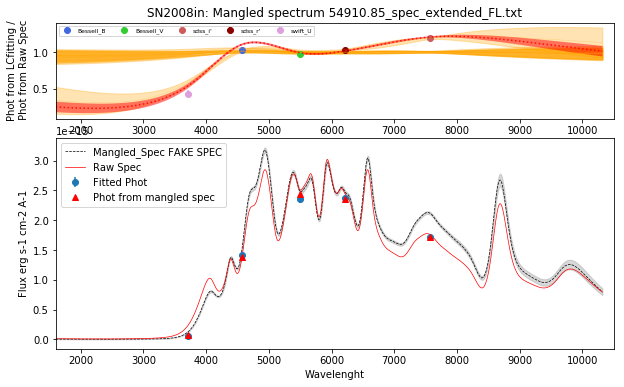 SN2008in: Mangled spectrum 54910.85_spec_extended_FL.txt
Phot from LCfitting /
Phot from Raw Spec
Bessell_B
Bessell_V
sdss_i'
sdss_r'
swift_U
1.0
0.5
2000 3000 4000 5000 6000 7000 8000 9000 10000
Mangled_Spec FAKE SPEC
Raw Spec
Fitted Phot
Phot from mangled spec
Flux erg s-1 cm-2 A-1
3.0
2.5
2.0
1.5
1.0
0.5
0.0
2000 3000 4000 5000 6000 7000 8000 9000 10000
Wavelenght